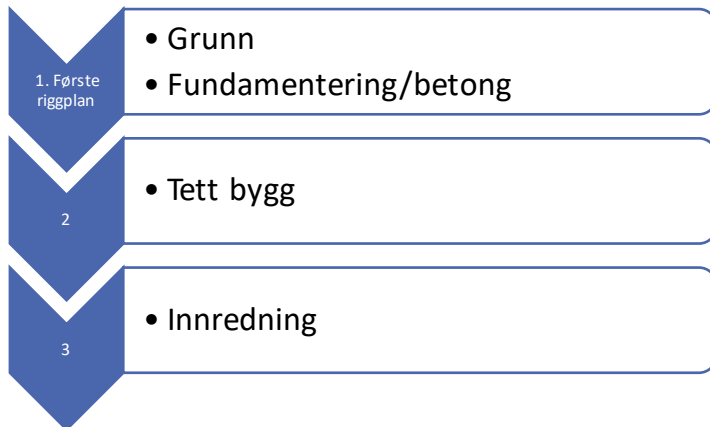 1. Første
riggplan
• Grunn
• Fundamentering/betong
2
• Tett bygg
3
• Innredning